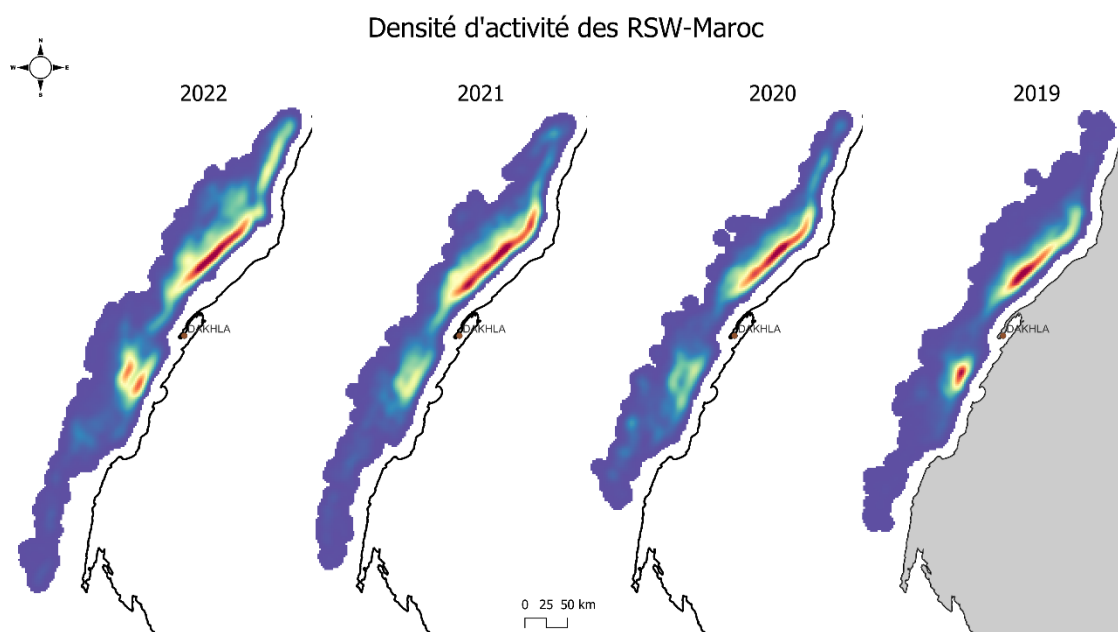 Densité d'activité des RSW-Maroc
N
W E
S
2022
2021
2020
2019
DAKHLA
DAKHLA
DAKHLA
DAKHLA
0 25 50 km